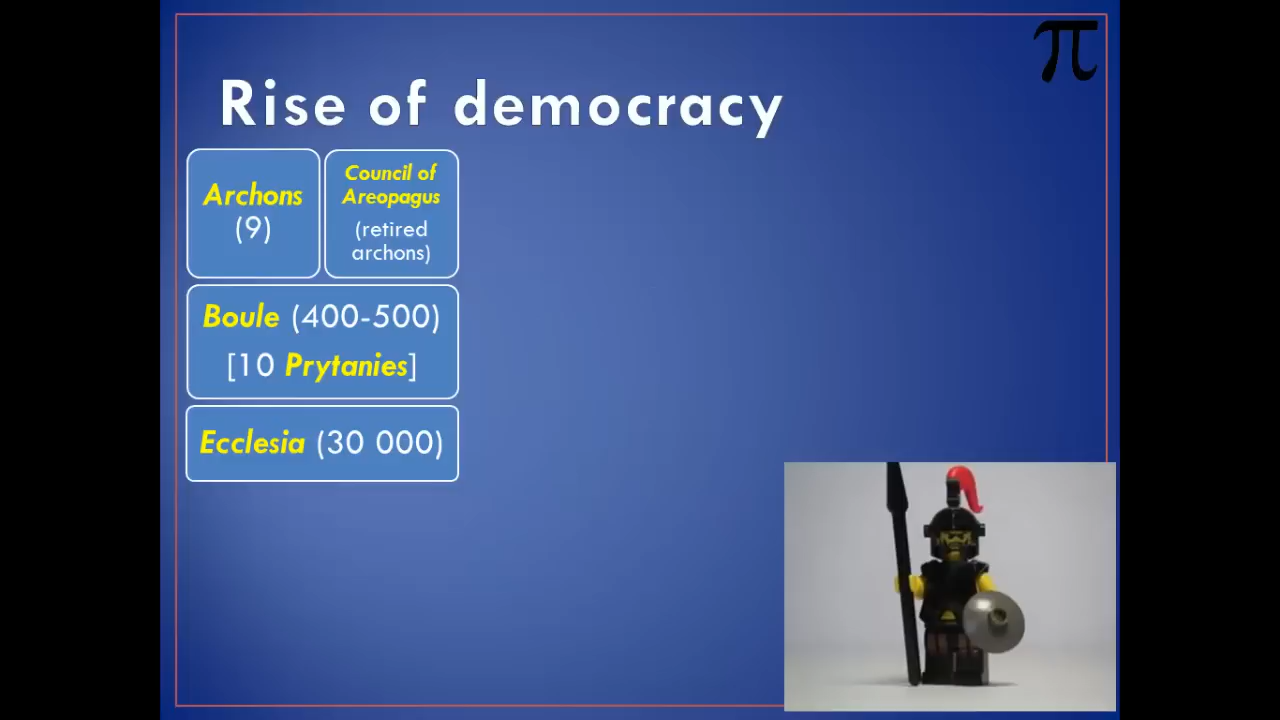 π
Rise of democracy
Archons
(9)
Council of
Areopagus
(retired
archons)
Boule (400-500)
[10 Prytanies]
Ecclesia (30 000)